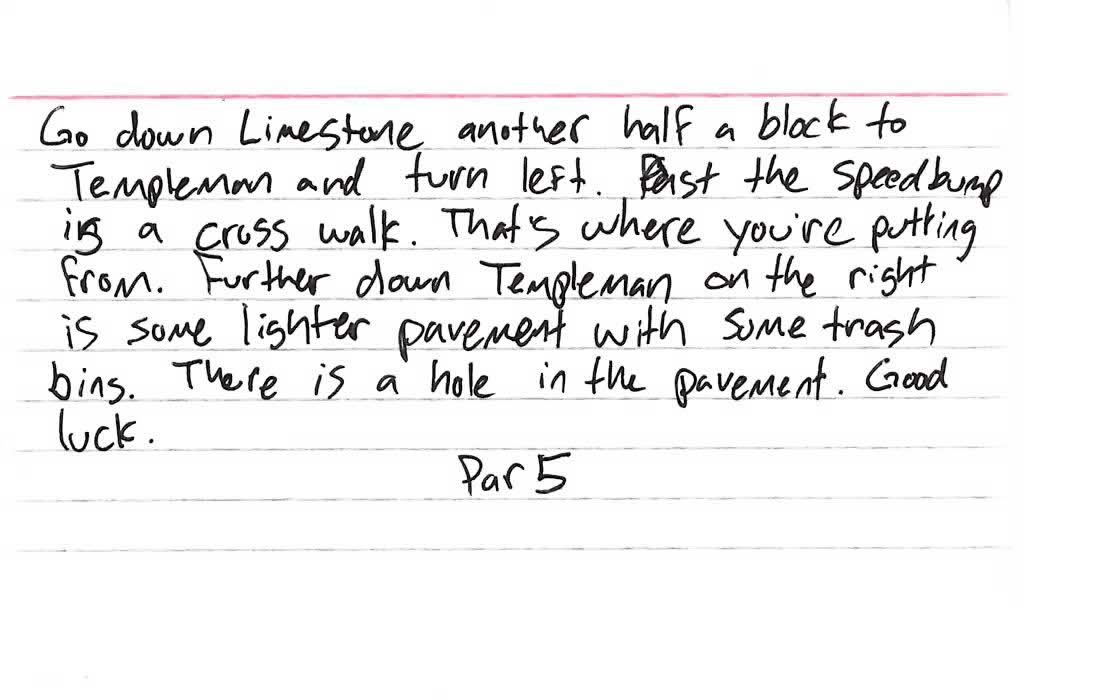 Go down Limestone another half a block to
Templeman and turn left. Past the speedbump
is a cross walk. That's where you're putting
from. Further down Templeman on the right
is some lighter pavement with some trash
bins. There is a hole in the pavement. Good
luck.
Par 5